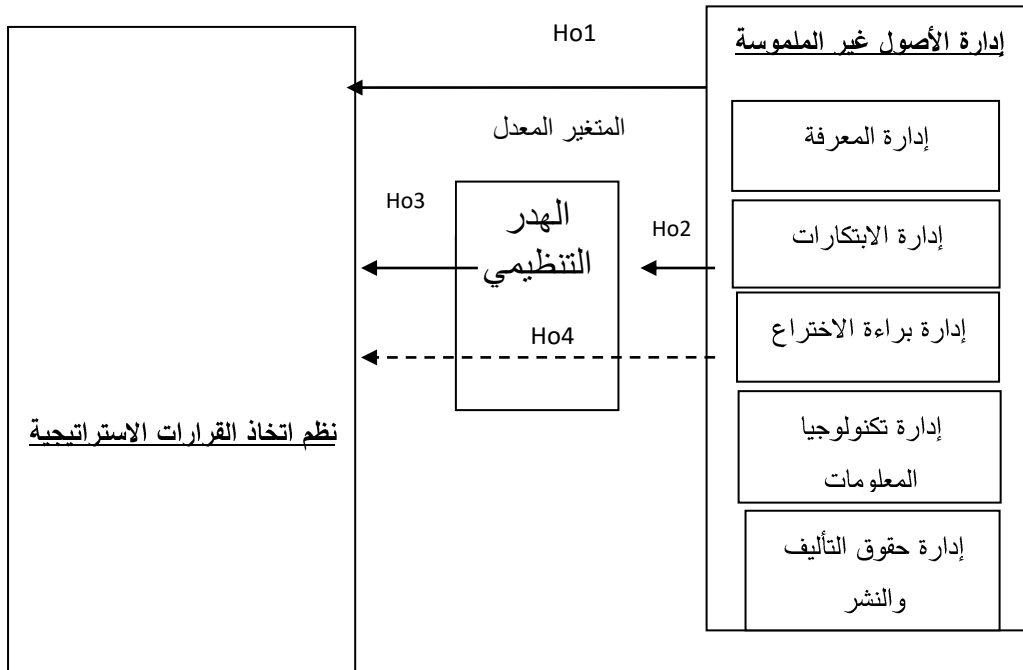 إدارة الأصول غير الملموسة
إدارة المعرفة
إدارة الابتكارات
إدارة براءة الاختراع
إدارة تكنولوجيا
المعلومات
إدارة حقوق التأليف
والنشر
Ho1
المتغير المعدل
Ho2
الهدر
التنظيمي
Ho3
Ho4
نظم اتخاذ القرارات الاستراتيجية